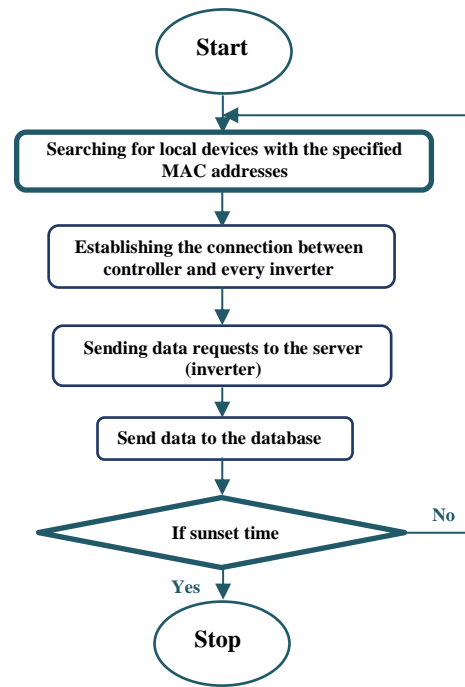 Start
Searching for local devices with the specified
MAC addresses
Establishing the connection between
controller and every inverter
Sending data requests to the server
(inverter)
Send data to the database
If sunset time
No
Yes
Stop